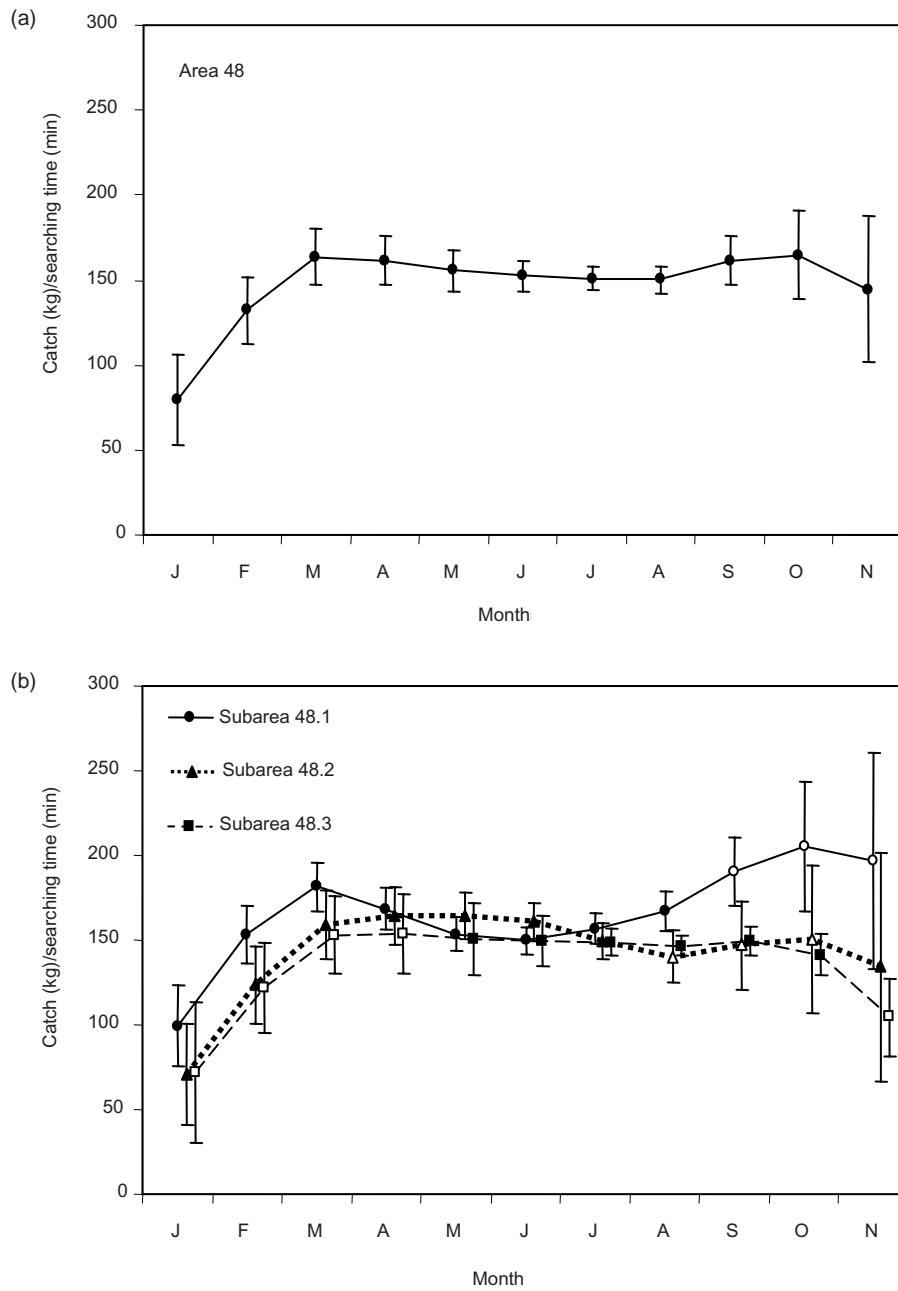 (a)
300
250
200
150
100
50
0
Catch (kg)/searching time (min)
Area 48
J F M A M J J A S O N
Month
(b)
300
250
200
150
100
50
0
Catch (kg)/searching time (min)
Subarea 48.1
Subarea 48.2
Subarea 48.3
J F M A M J J A S O N
Month